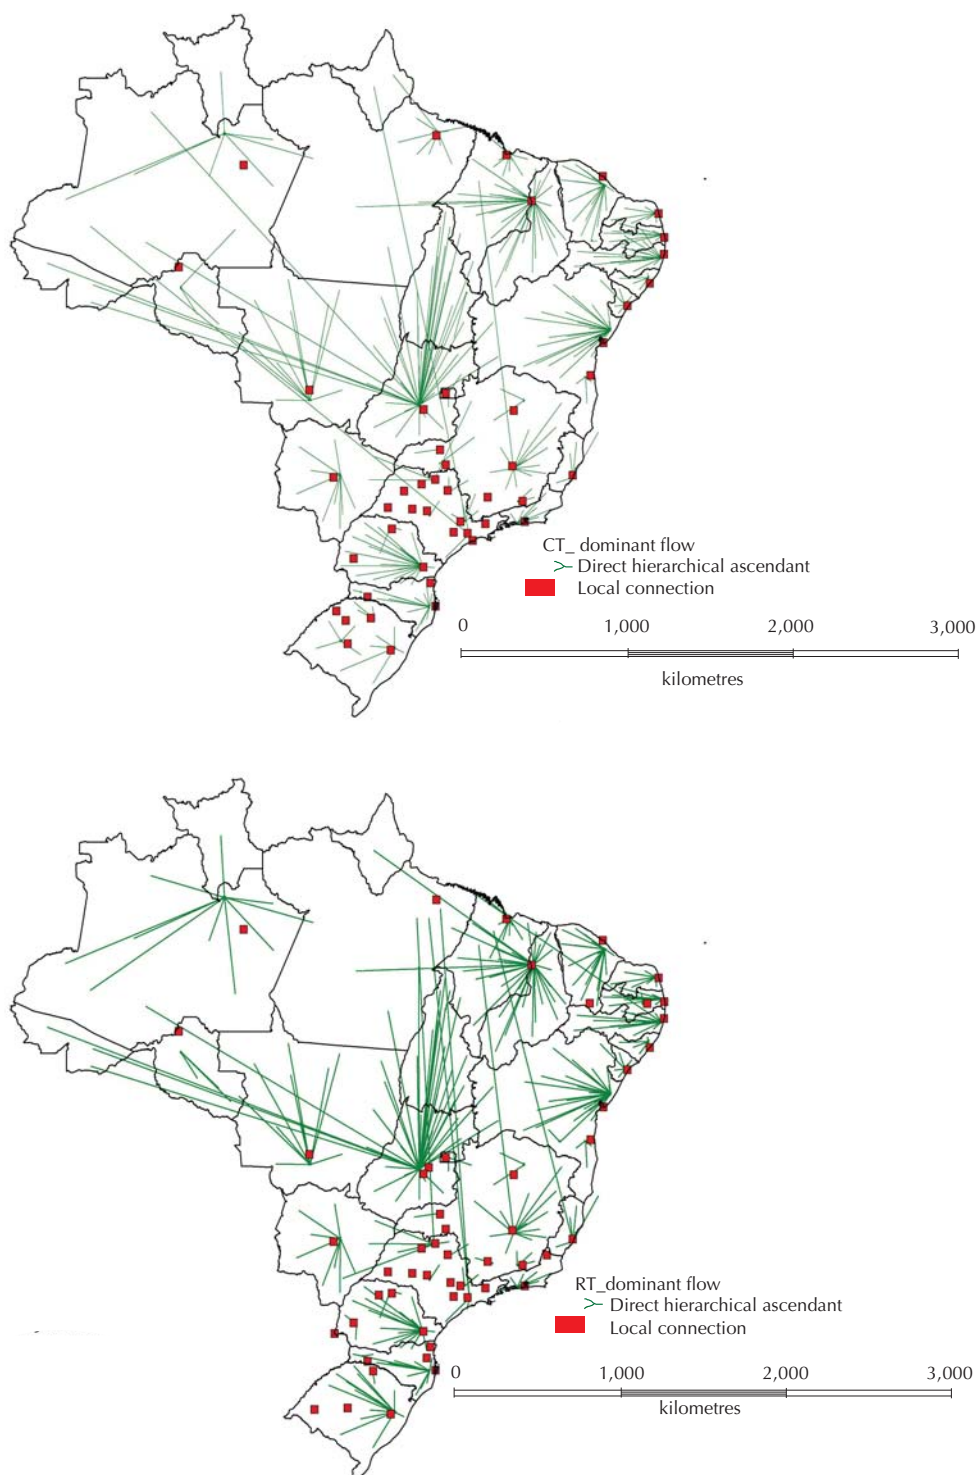 CT_ dominant flow
Direct hierarchical ascendant
Local connection
0 1,000 2,000 3,000
kilometres
RT_dominant flow
Direct hierarchical ascendant
Local connection
0 1,000 2,000 3,000
kilometres